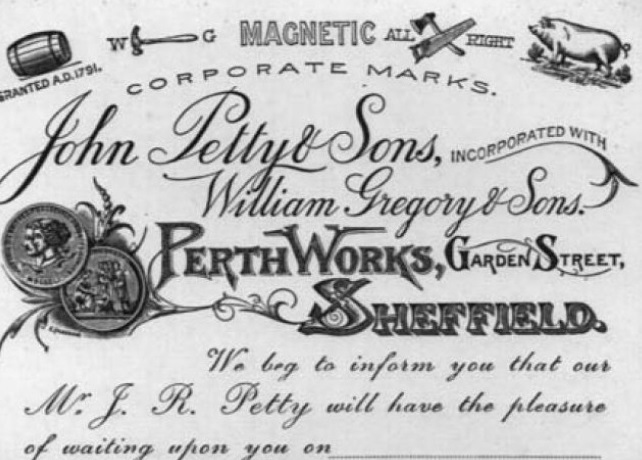 W G MAGNETIC ALL RIGHT
GRANTED A.D.1791.
CORPORATE MARKS.
John Petty & Sons, INCORPORATED WITH
William Gregory & Sons.
PERTH WORKS, GARDEN STREET,
SHEFFIELD.
We beg to inform you that our
Mr. J. R. Petty will have the pleasure
of waiting upon you on